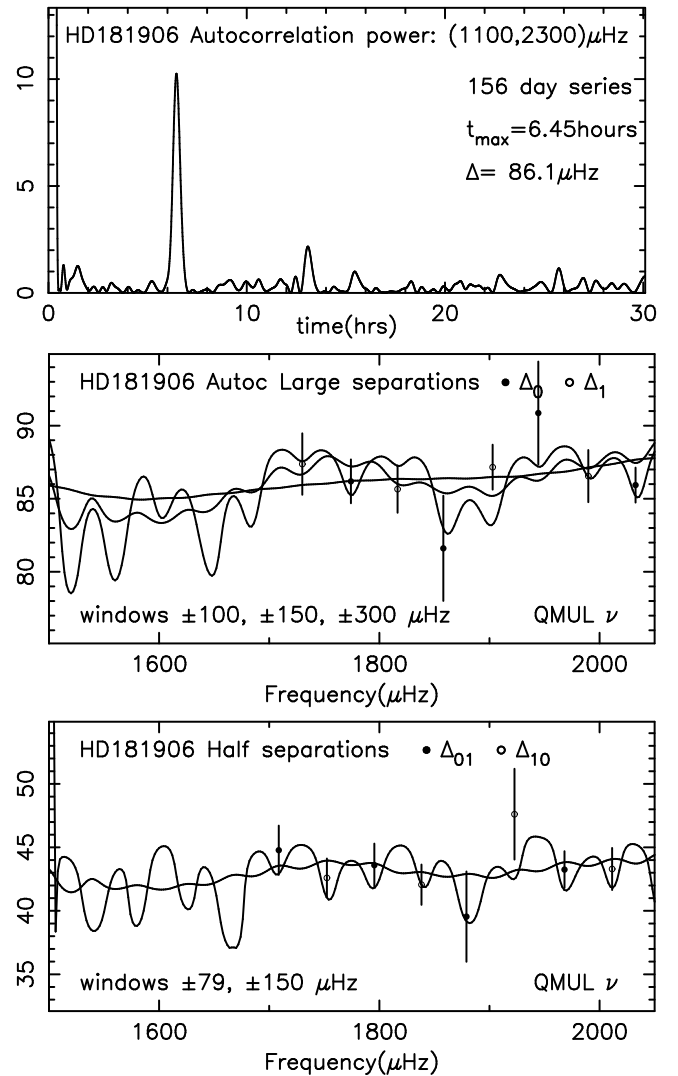 HD181906 Autocorrelation power: (1100,2300)μHz
156 day series
t_max=6.45hours
Δ= 86.1μHz
10
5
0
0 10 20 30
time(hrs)
HD181906 Autoc Large separations ● Δ_0 ○ Δ_1
90
85
80
windows ±100, ±150, ±300 μHz QMUL ν
1600 1800 2000
Frequency(μHz)
HD181906 Half separations ● Δ_01 ○ Δ_10
50
45
40
35
windows ±79, ±150 μHz QMUL ν
1600 1800 2000
Frequency(μHz)